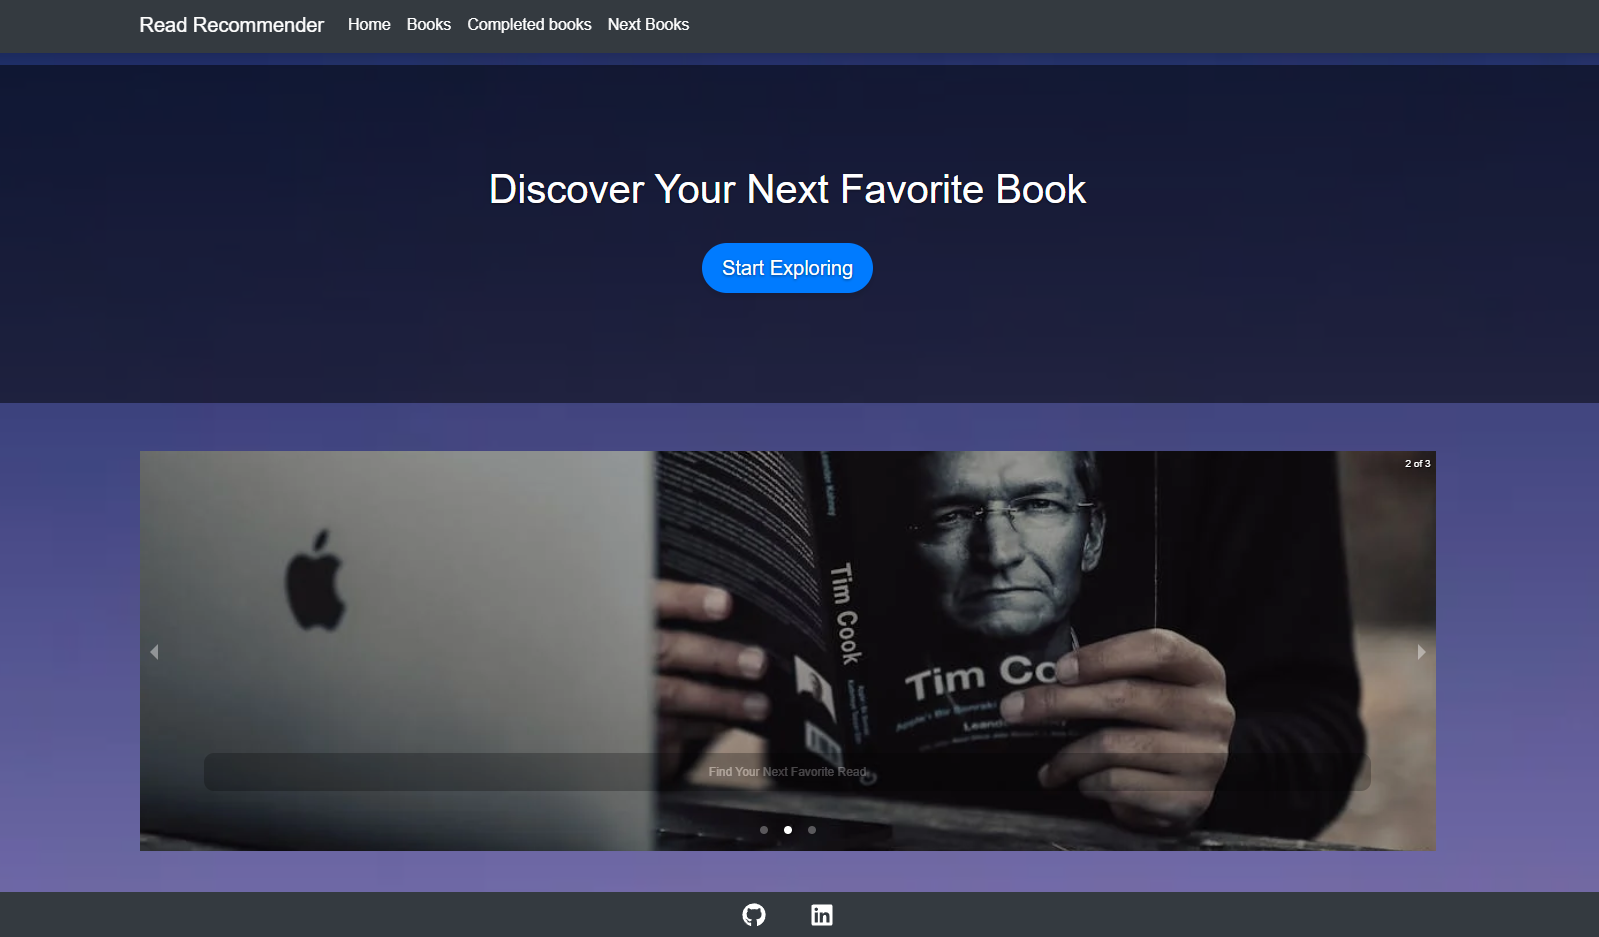 Read Recommender Home Books Completed books Next Books
Discover Your Next Favorite Book
Start Exploring
2 of 3
Tim Cook
Tim Co
Find Your Next Favorite Read